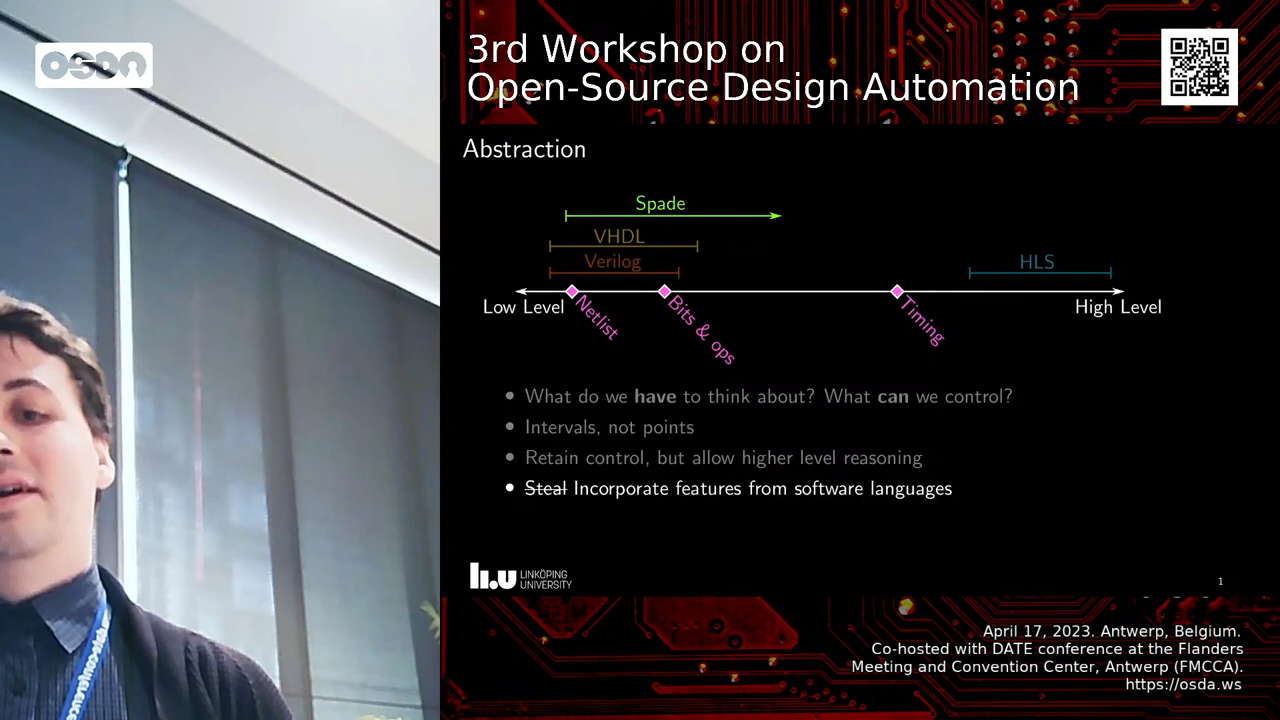 OSDA
3rd Workshop on
Open-Source Design Automation
Abstraction
Spade
VHDL
Verilog
HLS
Low Level
High Level
Netlist
Bits & ops
Timing
What do we have to think about? What can we control?
Intervals, not points
Retain control, but allow higher level reasoning
Steal Incorporate features from software languages
li.u LINKÖPING
UNIVERSITY
1
April 17, 2023. Antwerp, Belgium.
Co-hosted with DATE conference at the Flanders
Meeting and Convention Center, Antwerp (FMCCA).
https://osda.ws